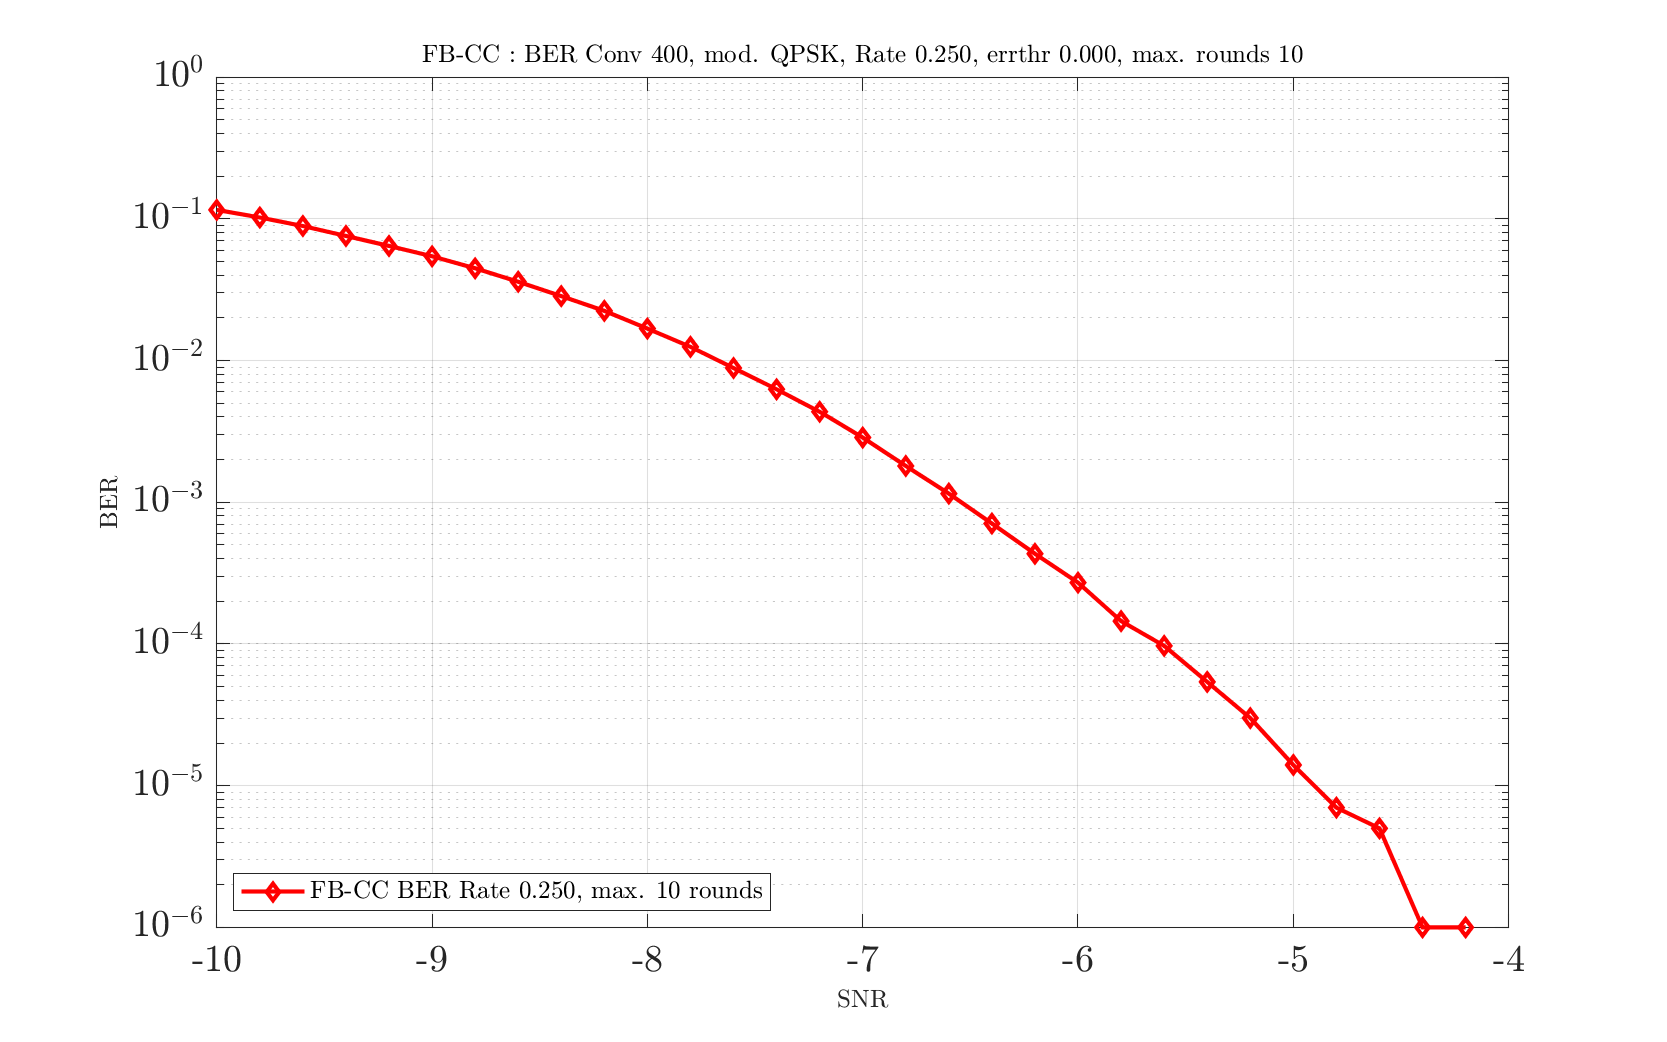 FB-CC : BER Conv 400, mod. QPSK, Rate 0.250, errthr 0.000, max. rounds 10
10^0
10^-1
10^-2
10^-3
10^-4
10^-5
10^-6
BER
FB-CC BER Rate 0.250, max. 10 rounds
-10 -9 -8 -7 -6 -5 -4
SNR